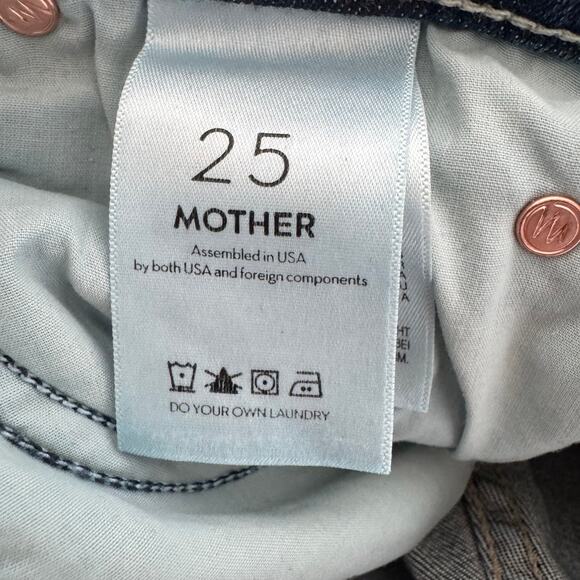 25
MOTHER
Assembled in USA
by both USA and foreign components
DO YOUR OWN LAUNDRY